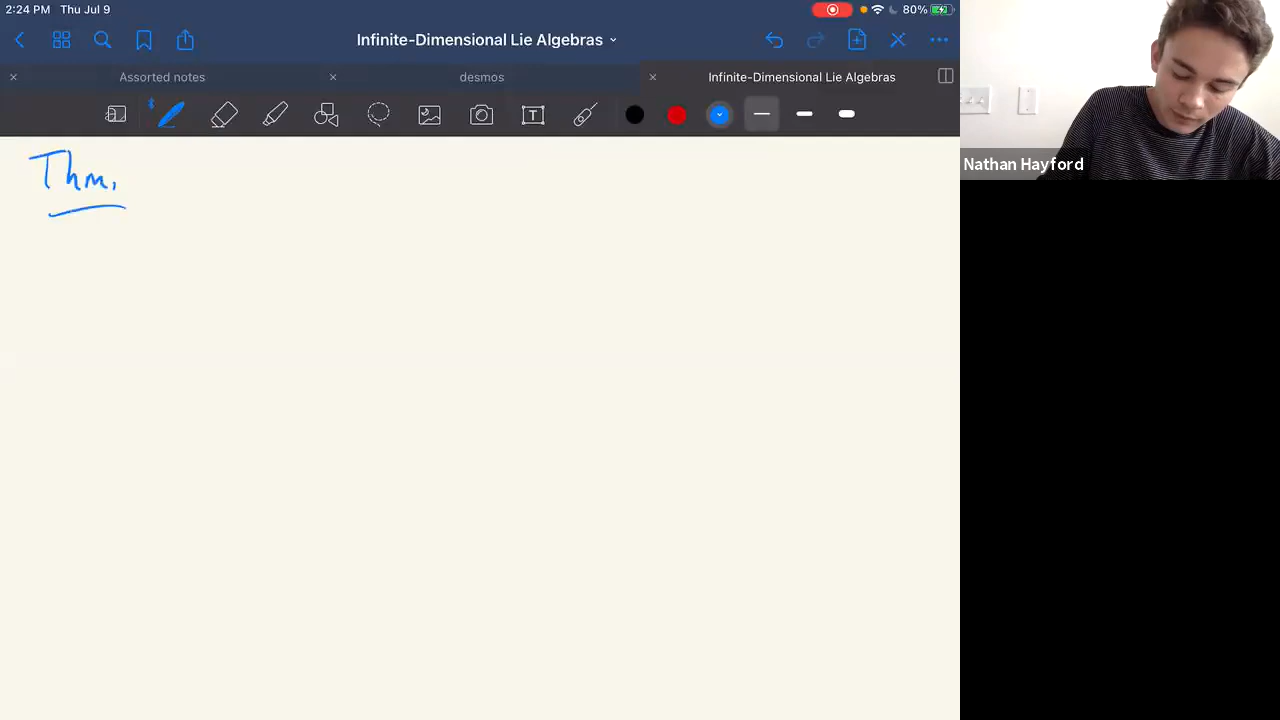 2:24 PM Thu Jul 9
80%
Infinite-Dimensional Lie Algebras
Assorted notes
desmos
Infinite-Dimensional Lie Algebras
T
Thm.
Nathan Hayford